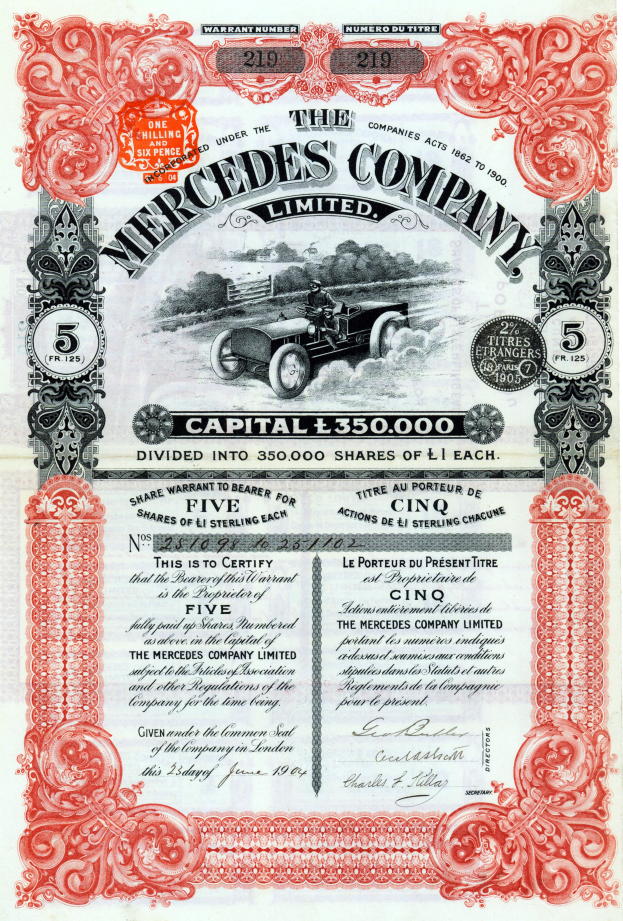 WARRANT NUMBER
NUMERO DU TITRE
219
219
ONE
SHILLING
AND
SIX PENCE
6 04
THE
INCORPORATED UNDER THE COMPANIES ACTS 1862 TO 1900.
MERCEDES COMPANY,
LIMITED.
5
(FR. 125)
2%
TITRES
ETRANGERS
18 PARIS 7
1905
5
(FR. 125)
CAPITAL £350.000
DIVIDED INTO 350,000 SHARES OF £1 EACH.
SHARE WARRANT TO BEARER FOR
FIVE
SHARES OF £1 STERLING EACH
TITRE AU PORTEUR DE
CINQ
ACTIONS DE £1 STERLING CHACUNE
Nos. 251098 to 251102
THIS IS TO CERTIFY
that the Bearer of this Warrant
is the Proprietor of
FIVE
fully paid up Shares, Numbered
as above in the Capital of
THE MERCEDES COMPANY LIMITED
subject to the Articles of Association
and other Regulations of the
Company for the time being.
GIVEN under the Common Seal
of the Company in London
this 23 day of June 1904
LE PORTEUR DU PRÉSENT TITRE
est Propriétaire de
CINQ
Actions entièrement libérées de
THE MERCEDES COMPANY LIMITED
portant les numéros indiqués
ci-dessus et soumises aux conditions
stipulées dans les Statuts et autres
Règlements de la Compagnie
pour le présent.
DIRECTORS
Charles F.
SECRETARY.